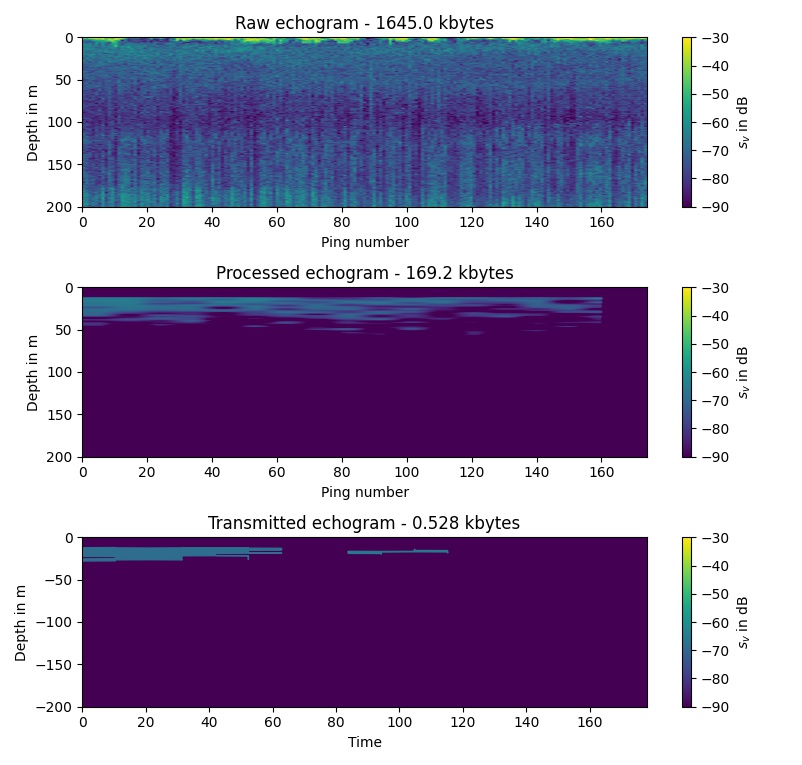 Raw echogram - 1645.0 kbytes
0
50
100
150
200
Depth in m
0 20 40 60 80 100 120 140 160
Ping number
−30
−40
−50
−60
−70
−80
−90
sv in dB
Processed echogram - 169.2 kbytes
0
50
100
150
200
Depth in m
0 20 40 60 80 100 120 140 160
Ping number
−30
−40
−50
−60
−70
−80
−90
sv in dB
Transmitted echogram - 0.528 kbytes
0
−50
−100
−150
−200
Depth in m
0 20 40 60 80 100 120 140 160
Time
−30
−40
−50
−60
−70
−80
−90
sv in dB